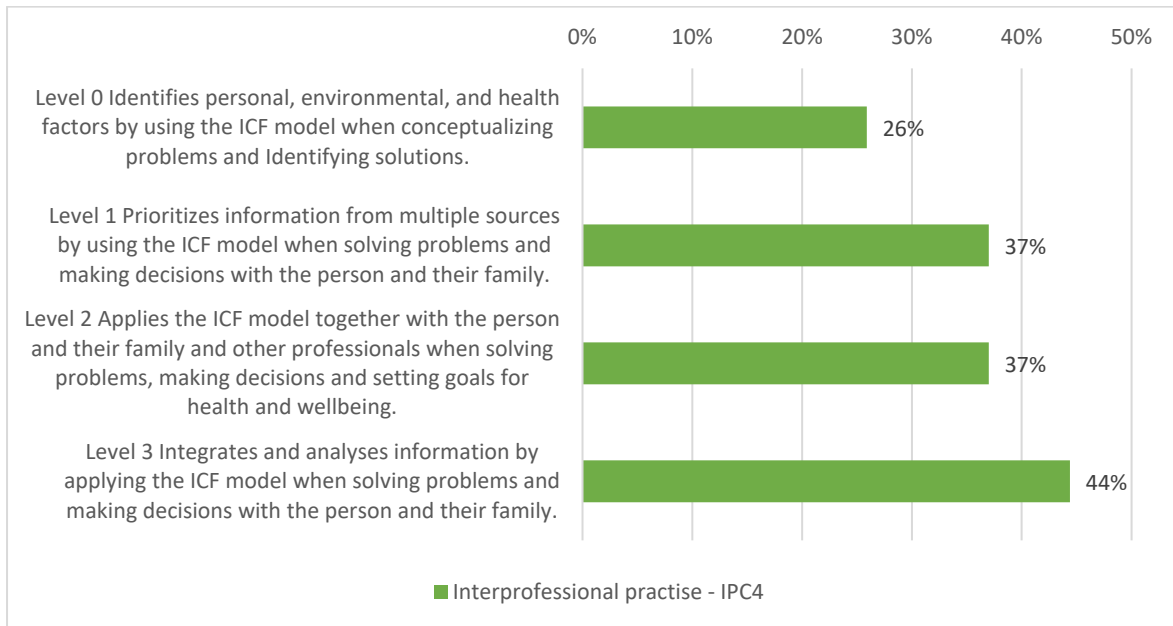 0% 10% 20% 30% 40% 50%
Level 0 Identifies personal, environmental, and health
factors by using the ICF model when conceptualizing
problems and Identifying solutions.
26%
Level 1 Prioritizes information from multiple sources
by using the ICF model when solving problems and
making decisions with the person and their family.
37%
Level 2 Applies the ICF model together with the person
and their family and other professionals when solving
problems, making decisions and setting goals for
health and wellbeing.
37%
Level 3 Integrates and analyses information by
applying the ICF model when solving problems and
making decisions with the person and their family.
44%
Interprofessional practise - IPC4